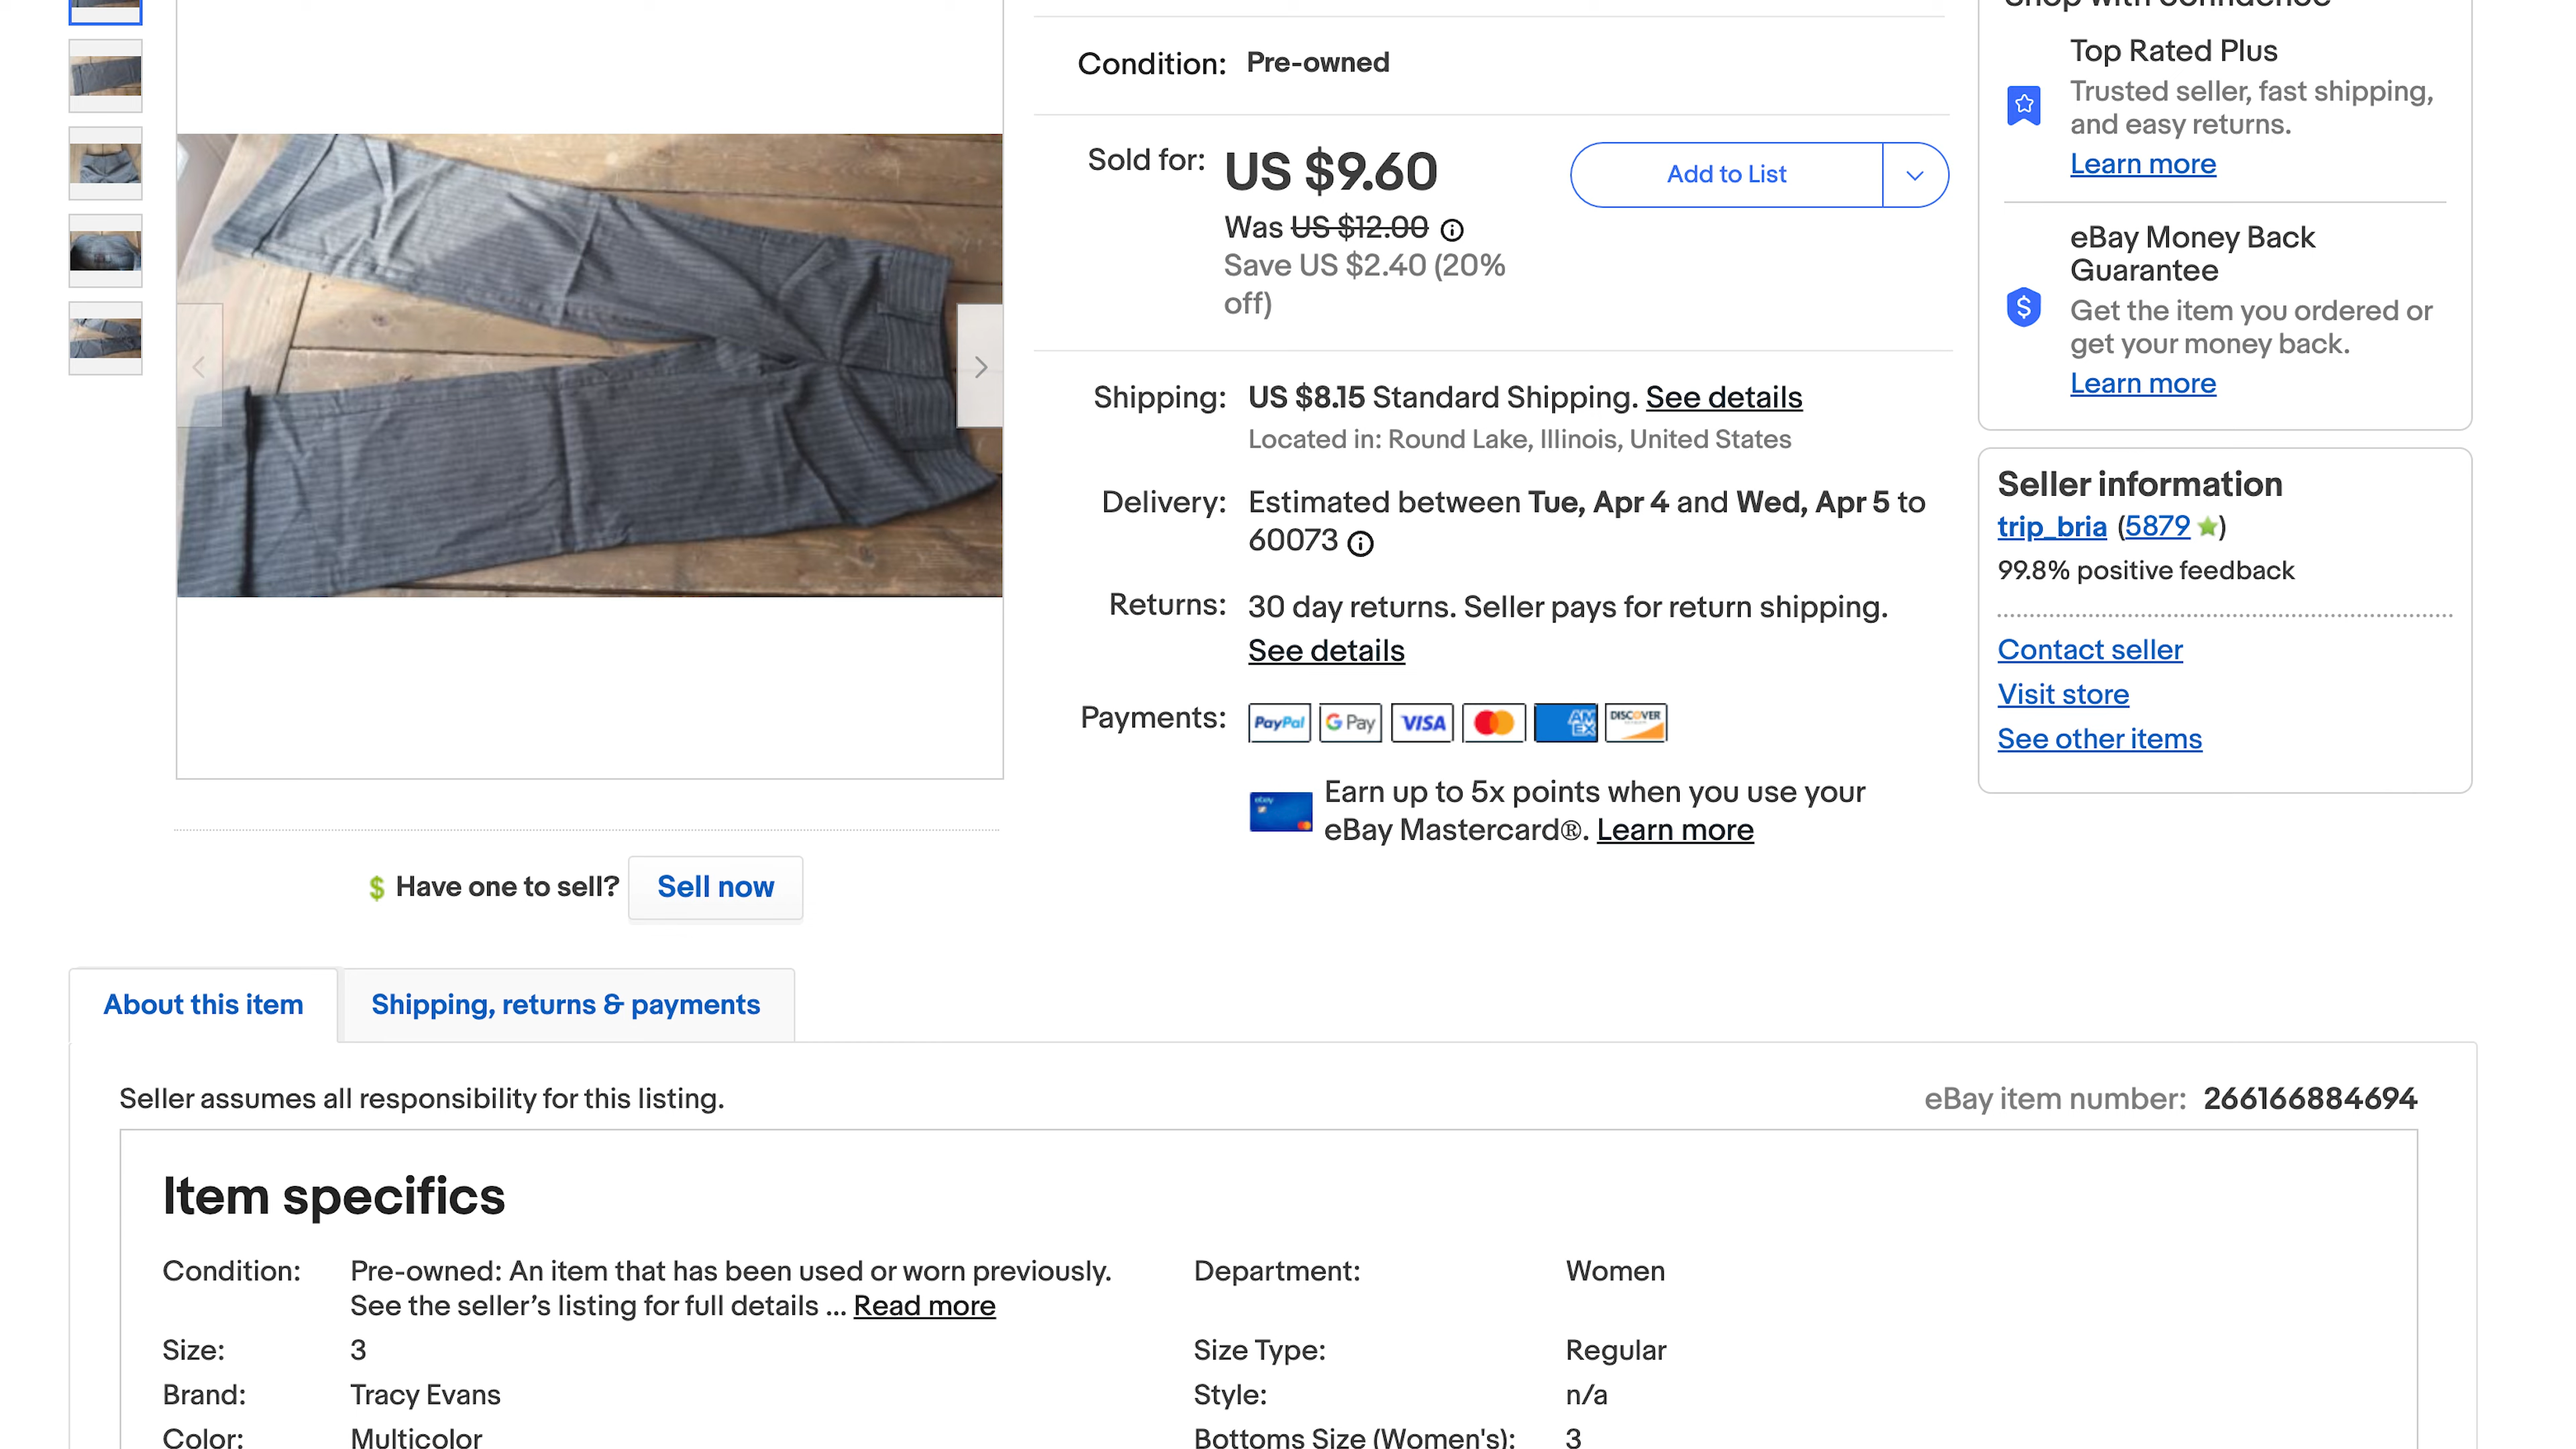 Condition: Pre-owned
Sold for: US $9.60
Was US $12.00
Save US $2.40 (20%
off)
Add to List
Shipping: US $8.15 Standard Shipping. See details
Located in: Round Lake, Illinois, United States
Delivery: Estimated between Tue, Apr 4 and Wed, Apr 5 to
60073
Returns: 30 day returns. Seller pays for return shipping.
See details
Payments: PayPal G Pay VISA AM EX DISCOVER
ebay
Earn up to 5x points when you use your
eBay Mastercard®. Learn more
Shop with confidence
Top Rated Plus
Trusted seller, fast shipping,
and easy returns.
Learn more
eBay Money Back
Guarantee
Get the item you ordered or
get your money back.
Learn more
Seller information
trip_bria (5879)
99.8% positive feedback
Contact seller
Visit store
See other items
$ Have one to sell? Sell now
About this item
Shipping, returns & payments
Seller assumes all responsibility for this listing.
eBay item number: 266166884694
Item specifics
Condition: Pre-owned: An item that has been used or worn previously.
See the seller's listing for full details ... Read more
Department: Women
Size: 3
Size Type: Regular
Brand: Tracy Evans
Style: n/a
Color: Multicolor
Bottoms Size (Women's): 3